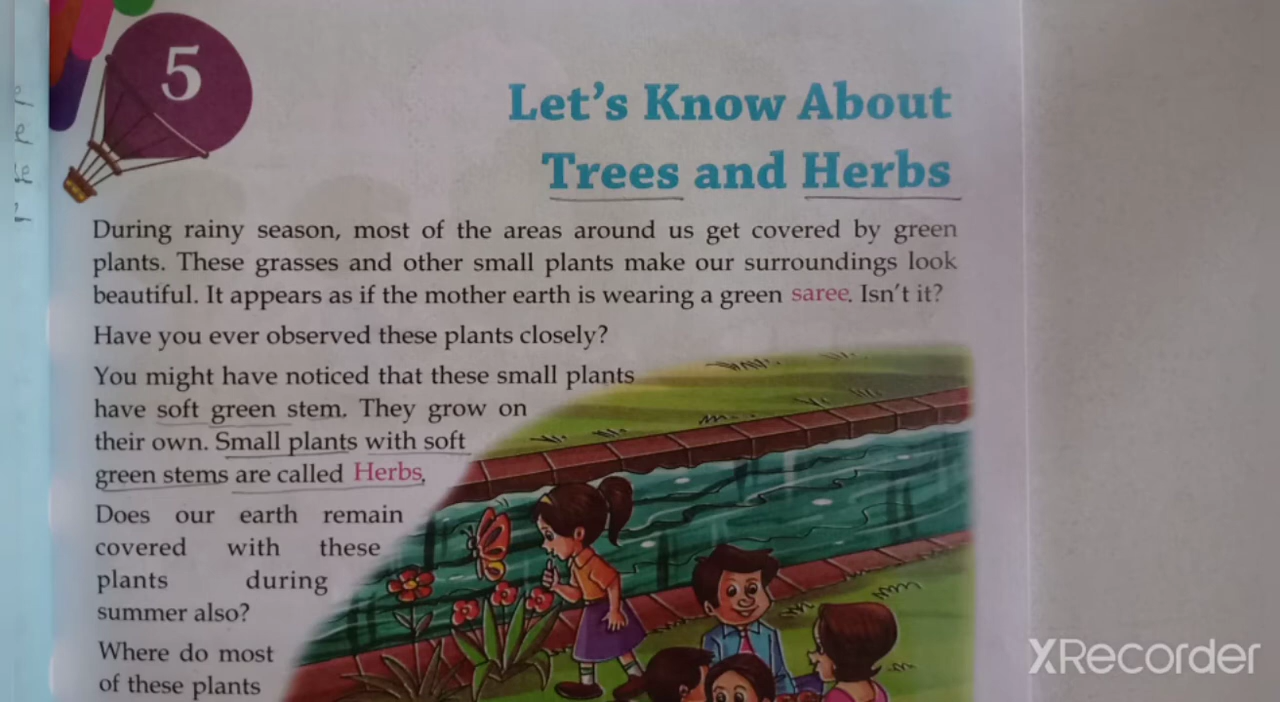 5
Let's Know About
Trees and Herbs
During rainy season, most of the areas around us get covered by green
plants. These grasses and other small plants make our surroundings look
beautiful. It appears as if the mother earth is wearing a green saree. Isn't it?
Have you ever observed these plants closely?
You might have noticed that these small plants
have soft green stem. They grow on
their own. Small plants with soft
green stems are called Herbs.
Does our earth remain
covered with these
plants during
summer also?
Where do most
of these plants
XRecorder